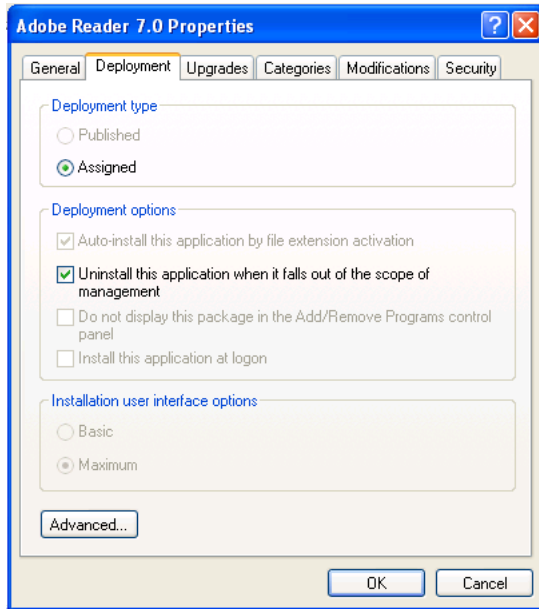 Adobe Reader 7.0 Properties
General Deployment Upgrades Categories Modifications Security
Deployment type
Published
Assigned
Deployment options
Auto-install this application by file extension activation
Uninstall this application when it falls out of the scope of
management
Do not display this package in the Add/Remove Programs control
panel
Install this application at logon
Installation user interface options
Basic
Maximum
Advanced...
OK Cancel